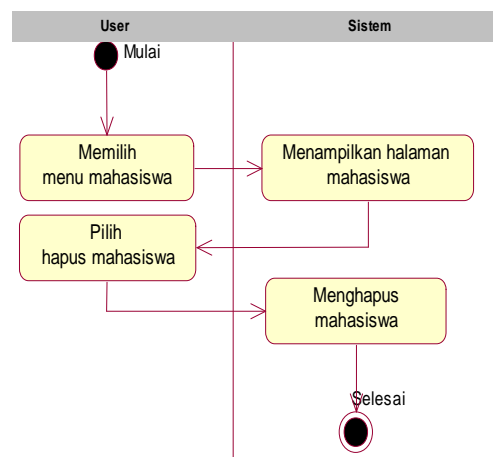 User
Sistem
Mulai
Memilih
menu mahasiswa
Menampilkan halaman
mahasiswa
Pilih
hapus mahasiswa
Menghapus
mahasiswa
Selesai